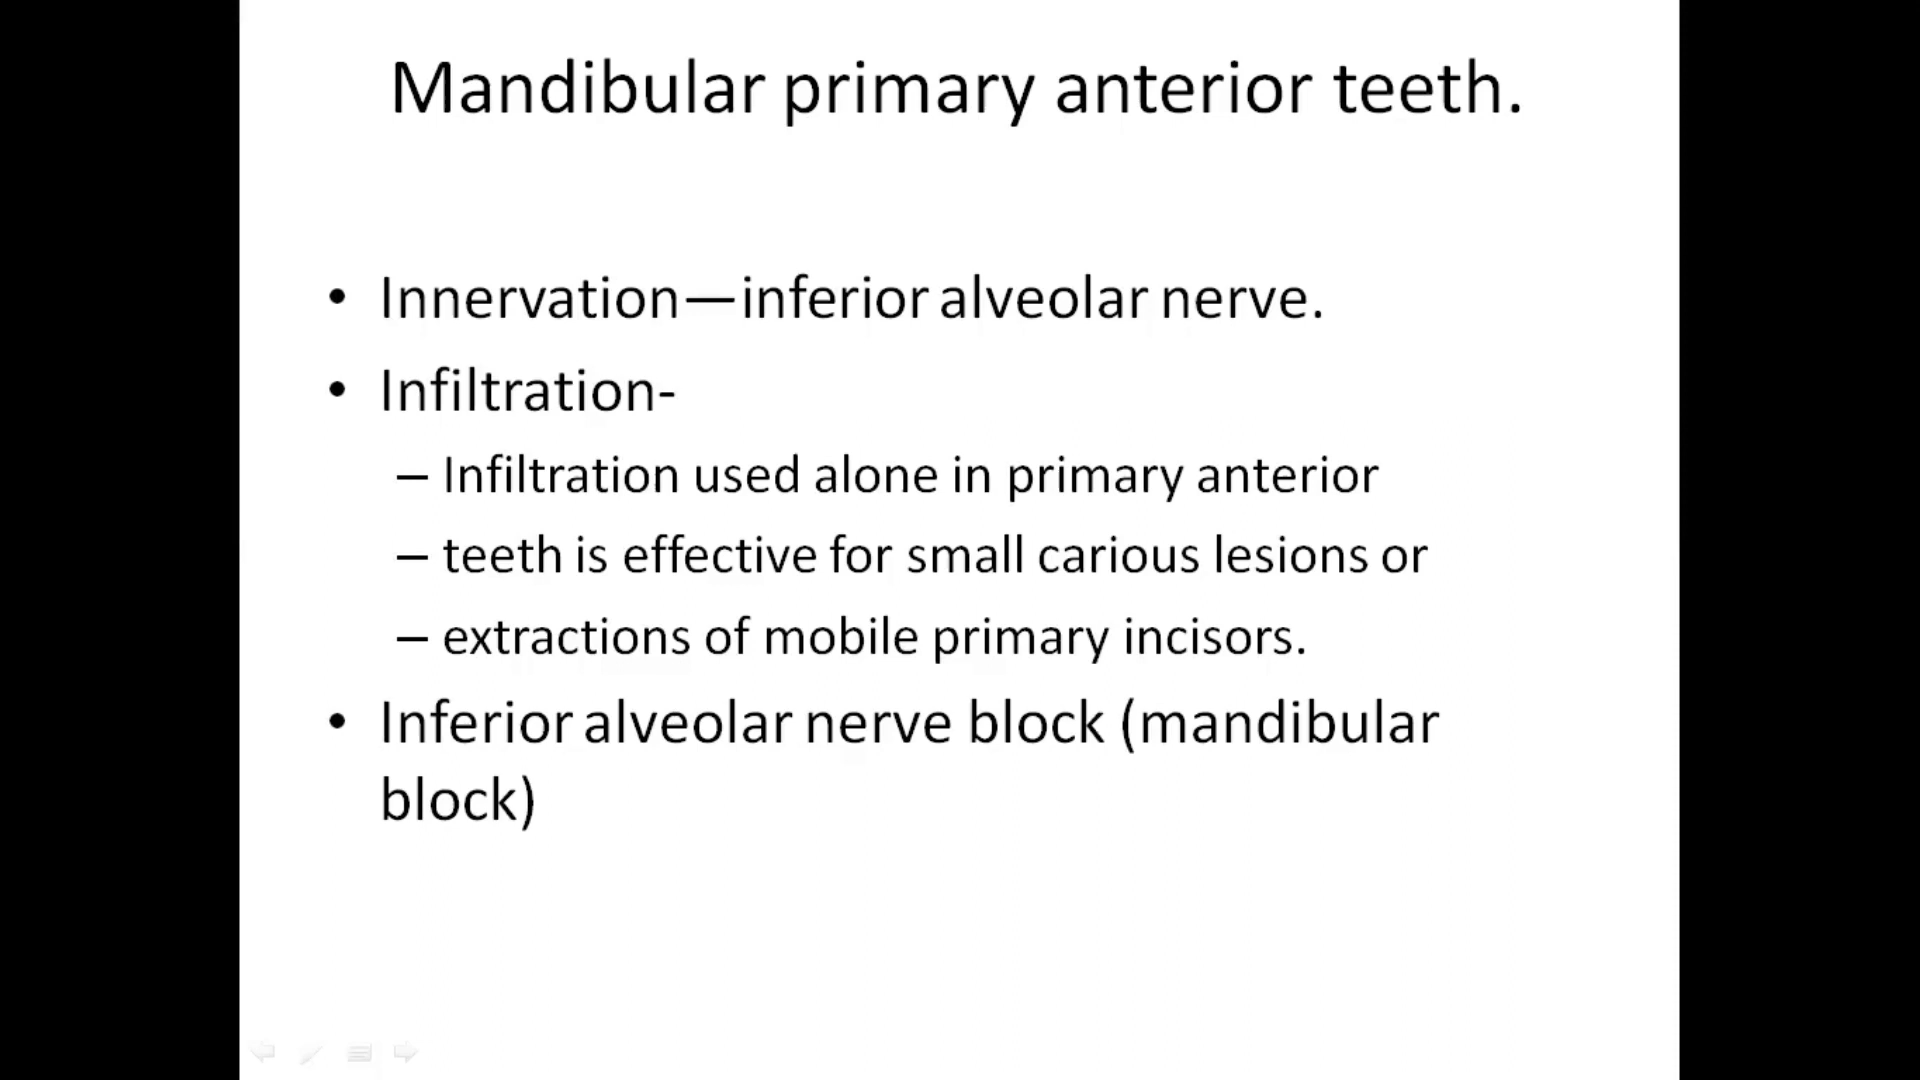 Mandibular primary anterior teeth.
• Innervation—inferior alveolar nerve.
• Infiltration-
– Infiltration used alone in primary anterior
– teeth is effective for small carious lesions or
– extractions of mobile primary incisors.
• Inferior alveolar nerve block (mandibular
block)